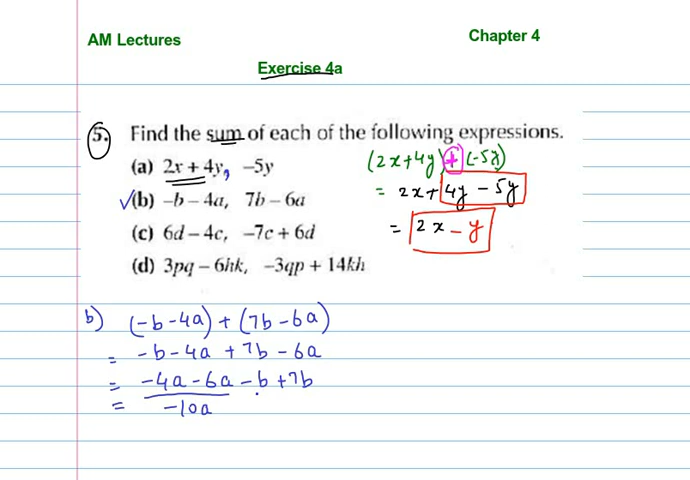 AM Lectures
Chapter 4
Exercise 4a
5. Find the sum of each of the following expressions.
(a) 2x + 4y, −5y
(b) −b − 4a, 7b − 6a
(c) 6d − 4c, −7c + 6d
(d) 3pq − 6hk, −3qp + 14kh
(2x+4y) + (-5y)
= 2x + 4y - 5y
= 2x - y
b) (-b-4a) + (7b-6a)
= -b-4a + 7b-6a
= -4a-6a -b+7b
= -10a